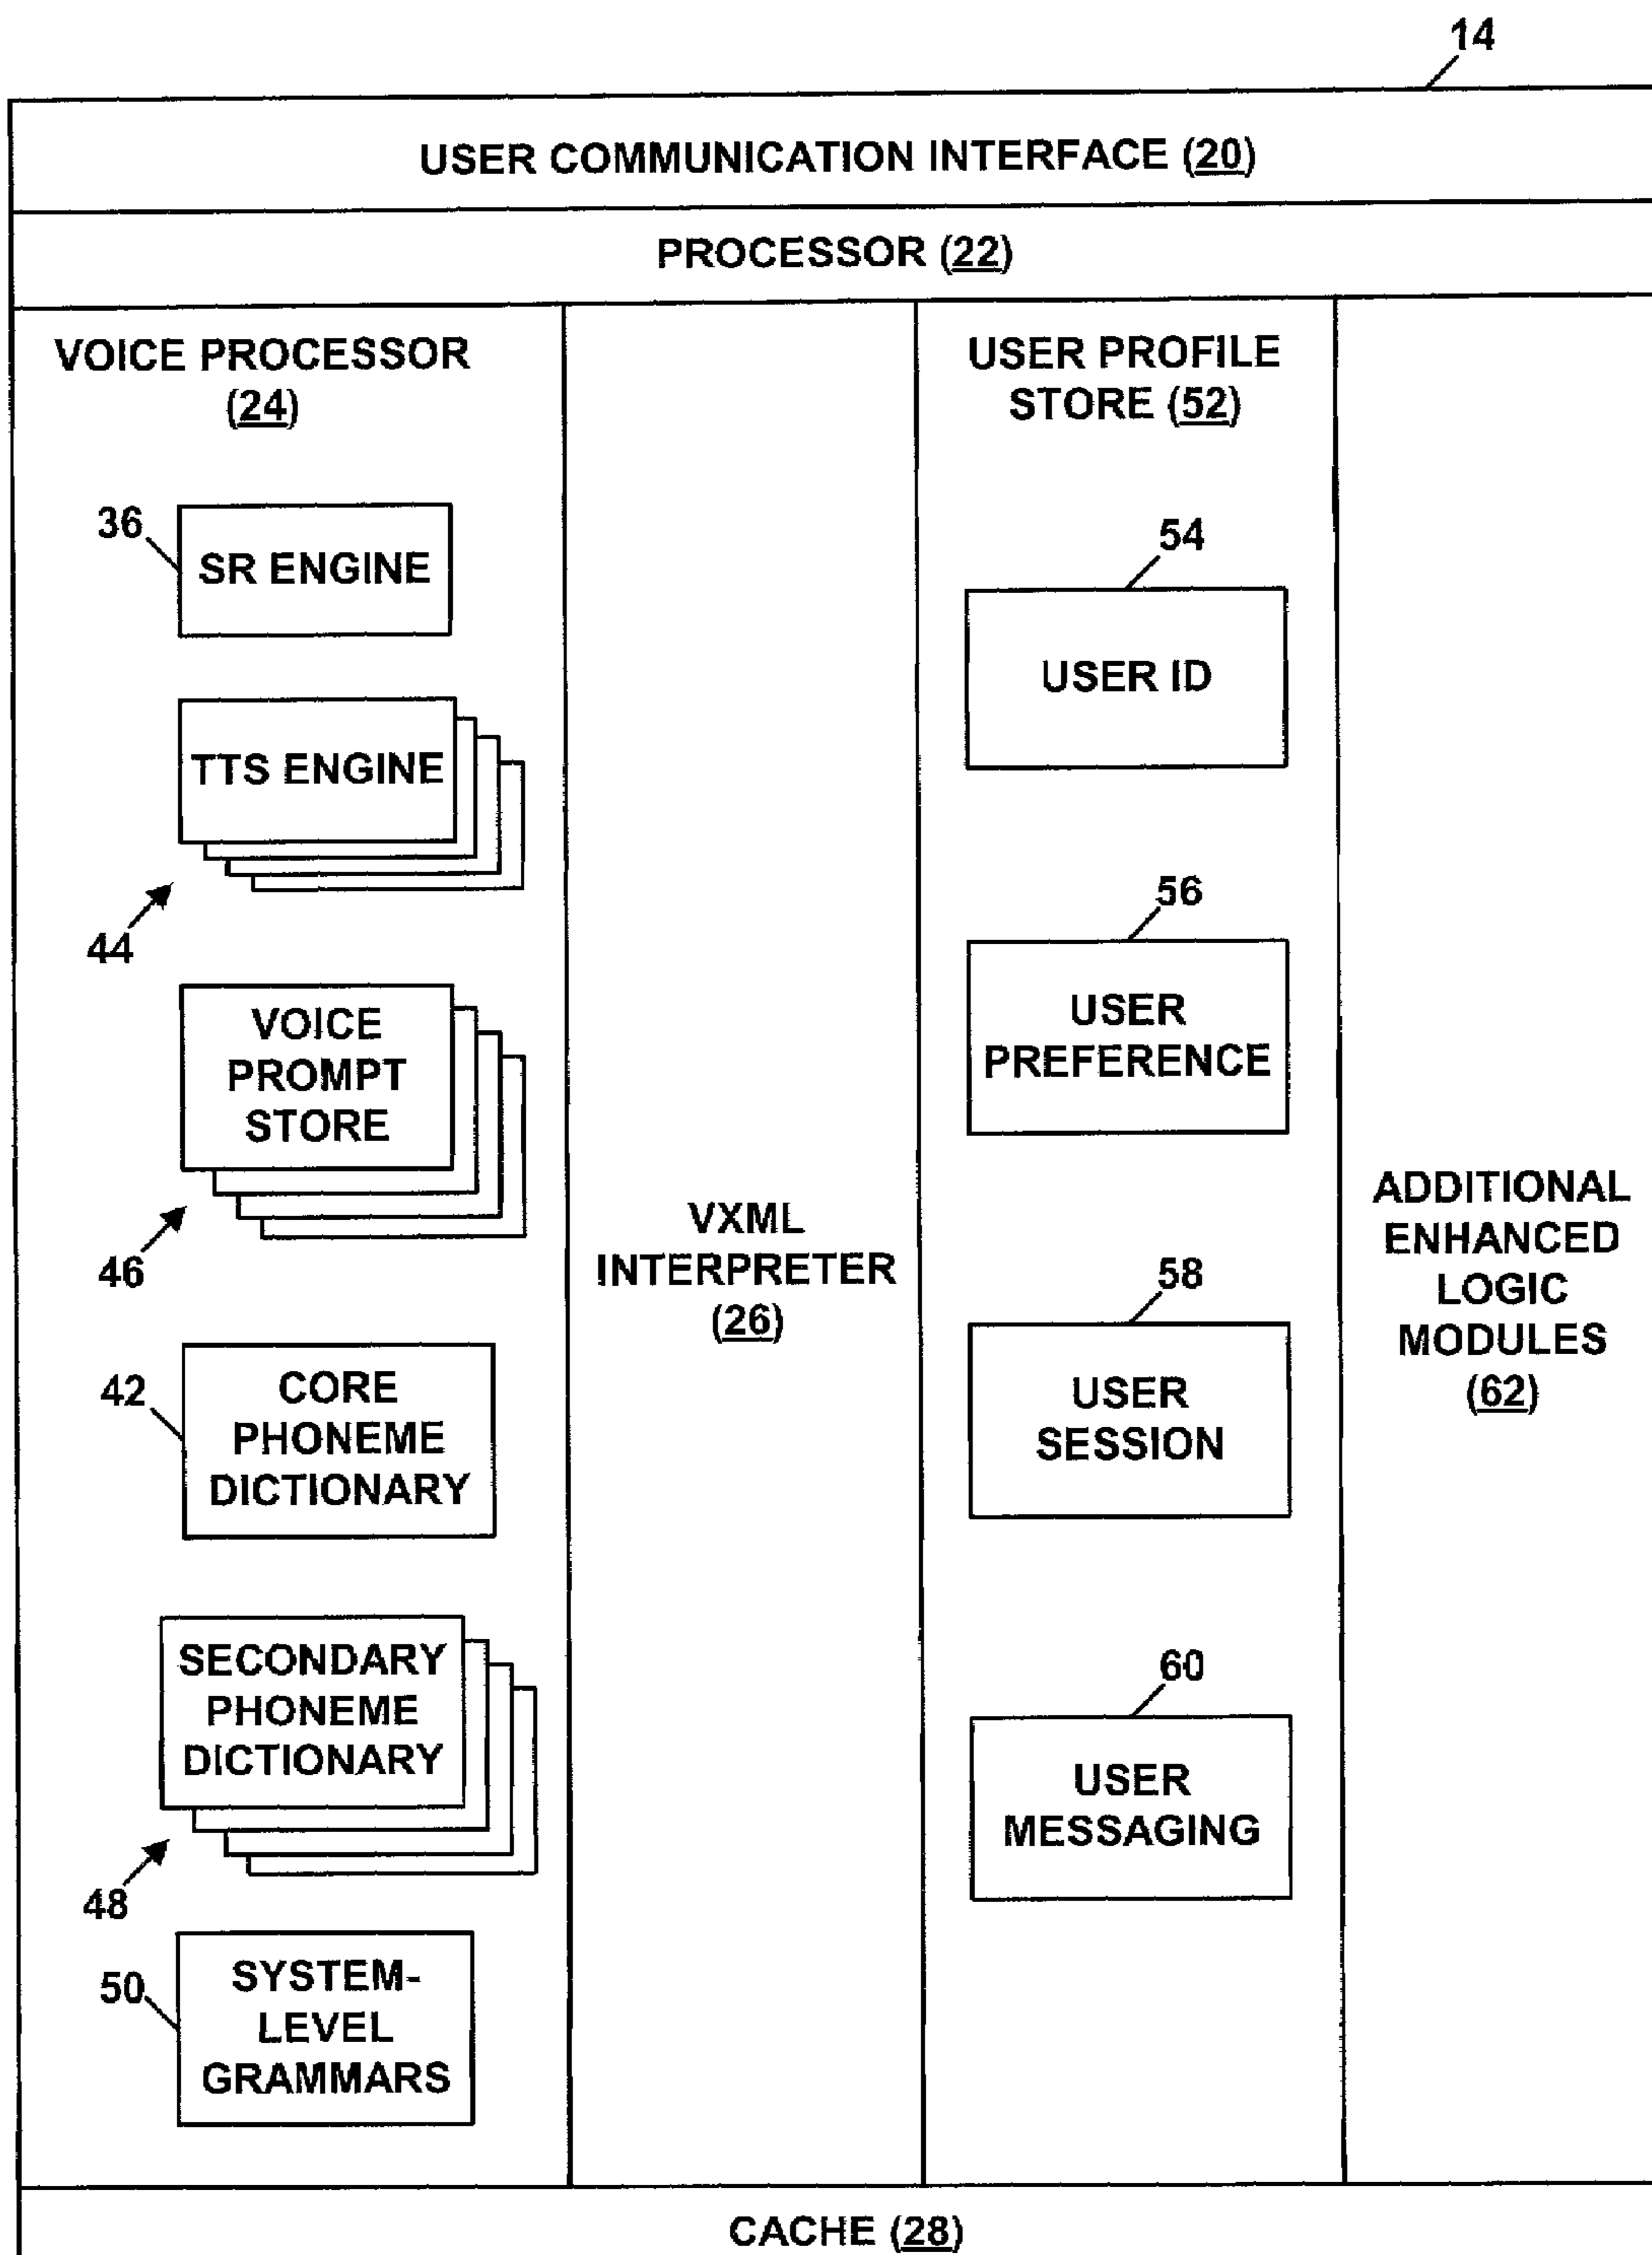 14
USER COMMUNICATION INTERFACE (20)
PROCESSOR (22)
VOICE PROCESSOR
(24)
36
SR ENGINE
TTS ENGINE
44
VOICE
PROMPT
STORE
46
42
CORE
PHONEME
DICTIONARY
SECONDARY
PHONEME
DICTIONARY
48
50
SYSTEM-
LEVEL
GRAMMARS
VXML
INTERPRETER
(26)
USER PROFILE
STORE (52)
54
USER ID
56
USER
PREFERENCE
58
USER
SESSION
60
USER
MESSAGING
ADDITIONAL
ENHANCED
LOGIC
MODULES
(62)
CACHE (28)